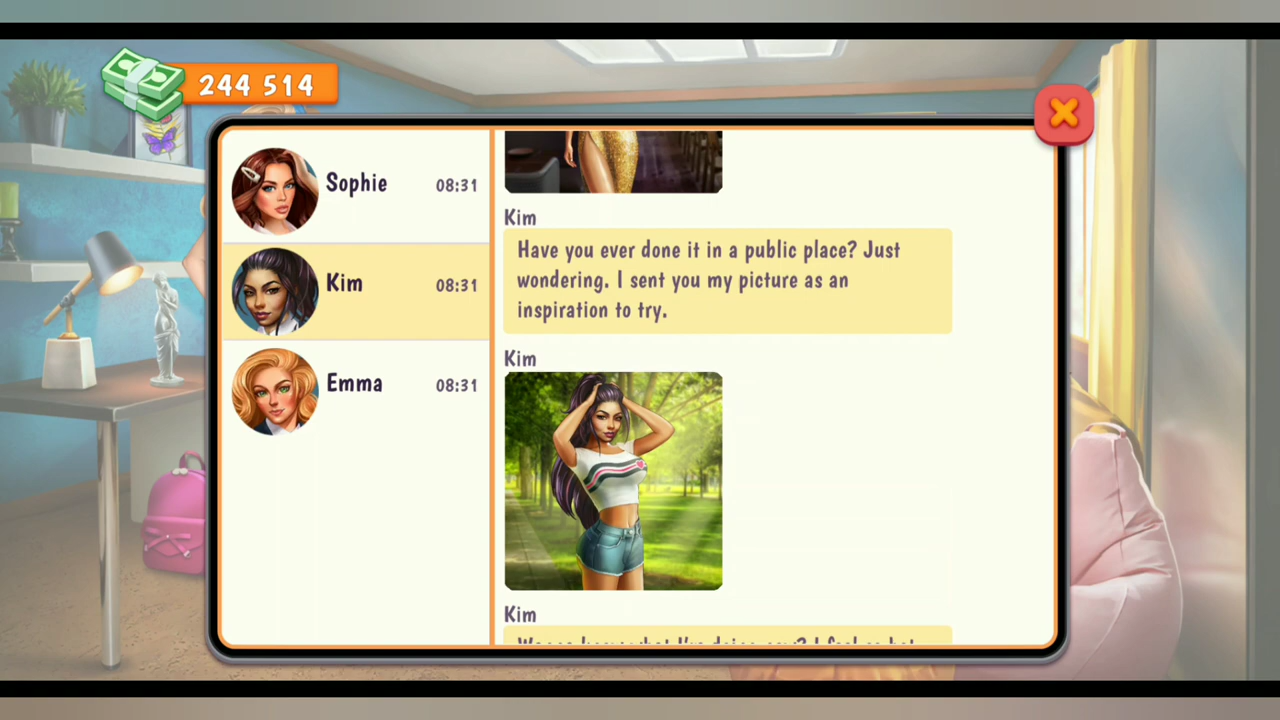 244 514
Sophie 08:31
Kim 08:31
Emma 08:31
Kim
Have you ever done it in a public place? Just
wondering. I sent you my picture as an
inspiration to try.
Kim
Kim